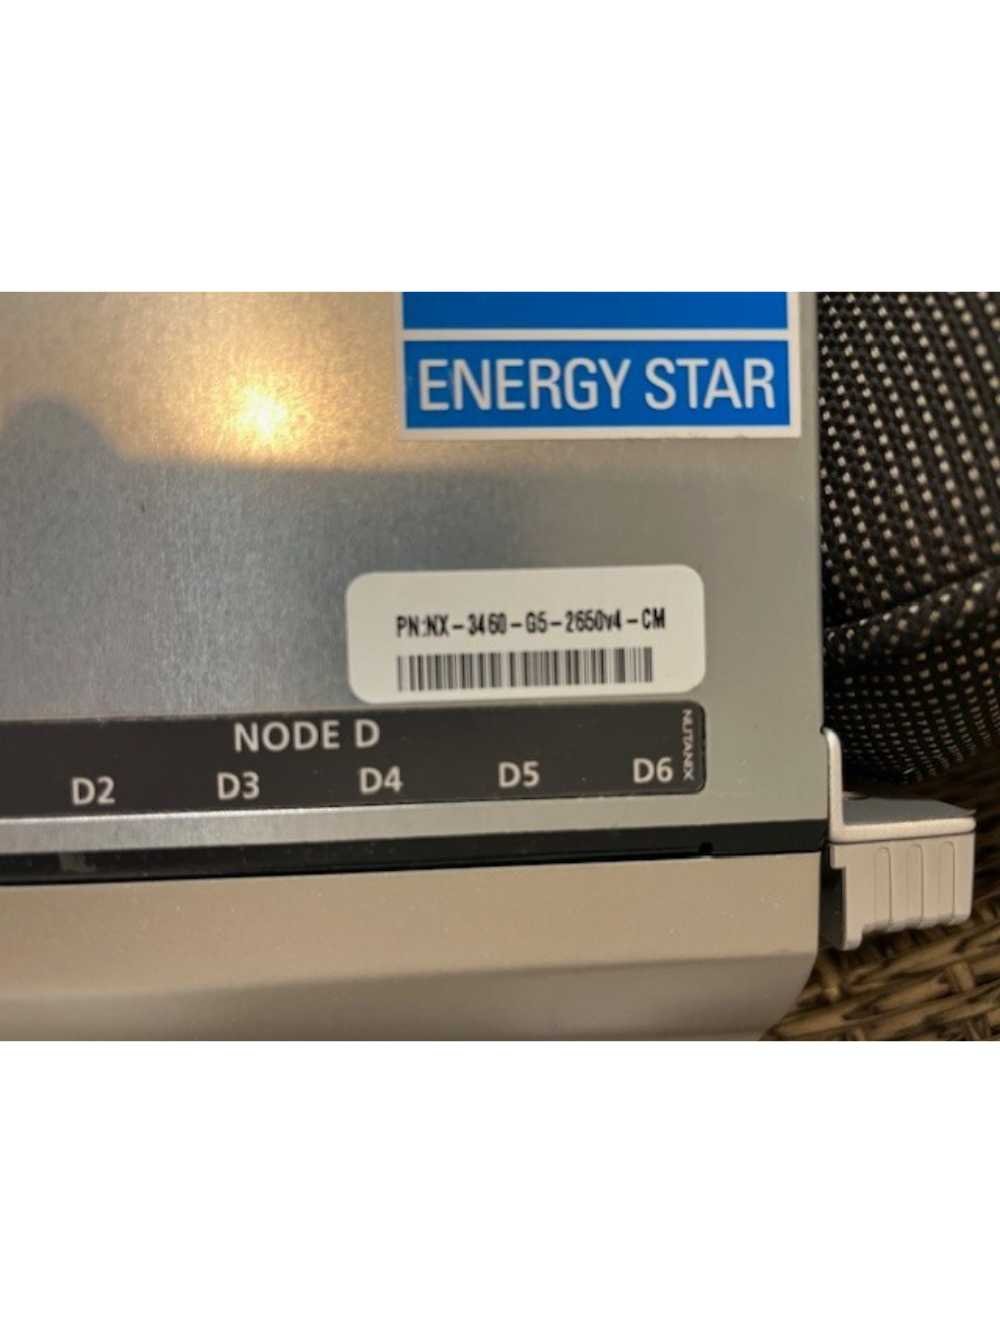 ENERGY STAR
PN:NX-3460-G5-2650v4-CM
NODE D
D2 D3 D4 D5 D6
NUTANIX